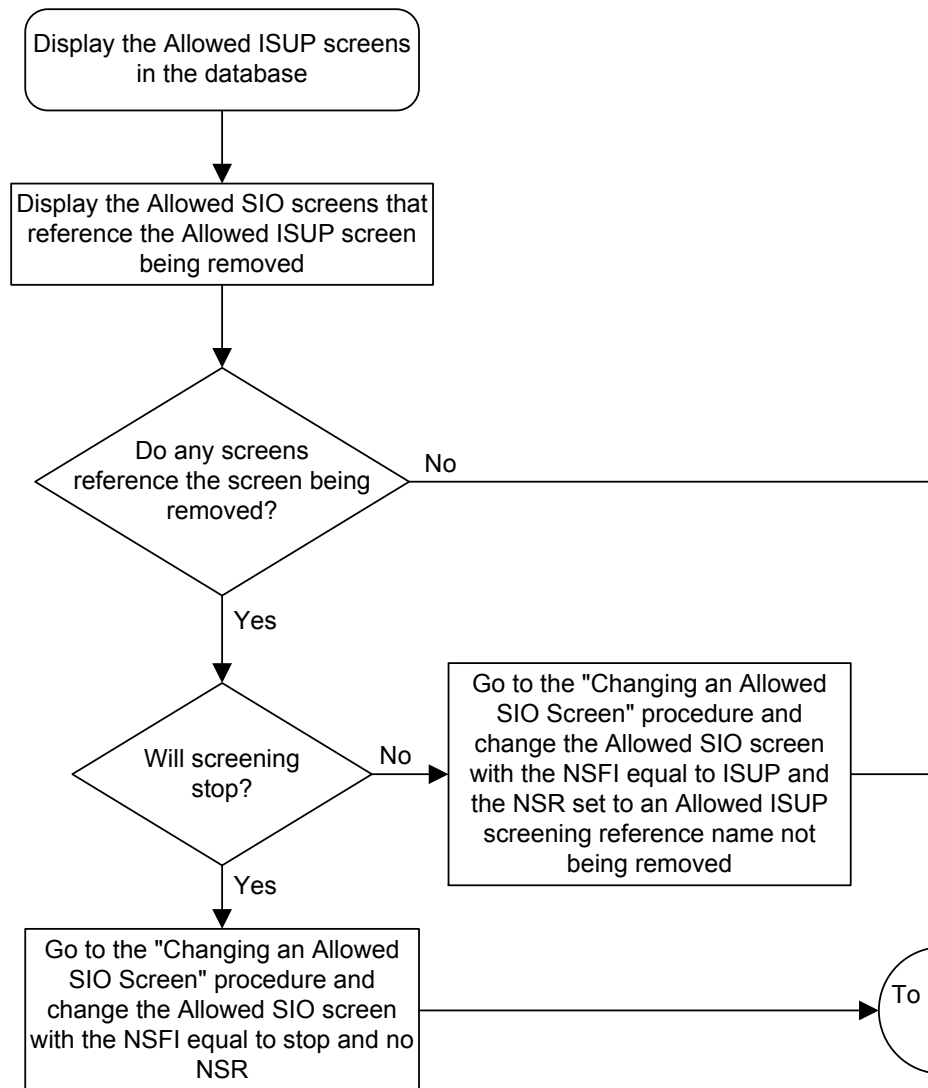 Display the Allowed ISUP screens
in the database
Display the Allowed SIO screens that
reference the Allowed ISUP screen
being removed
Do any screens
reference the screen being
removed?
No
Yes
Will screening
stop?
No
Go to the "Changing an Allowed
SIO Screen" procedure and
change the Allowed SIO screen
with the NSFI equal to ISUP and
the NSR set to an Allowed ISUP
screening reference name not
being removed
Yes
Go to the "Changing an Allowed
SIO Screen" procedure and
change the Allowed SIO screen
with the NSFI equal to stop and no
NSR
To